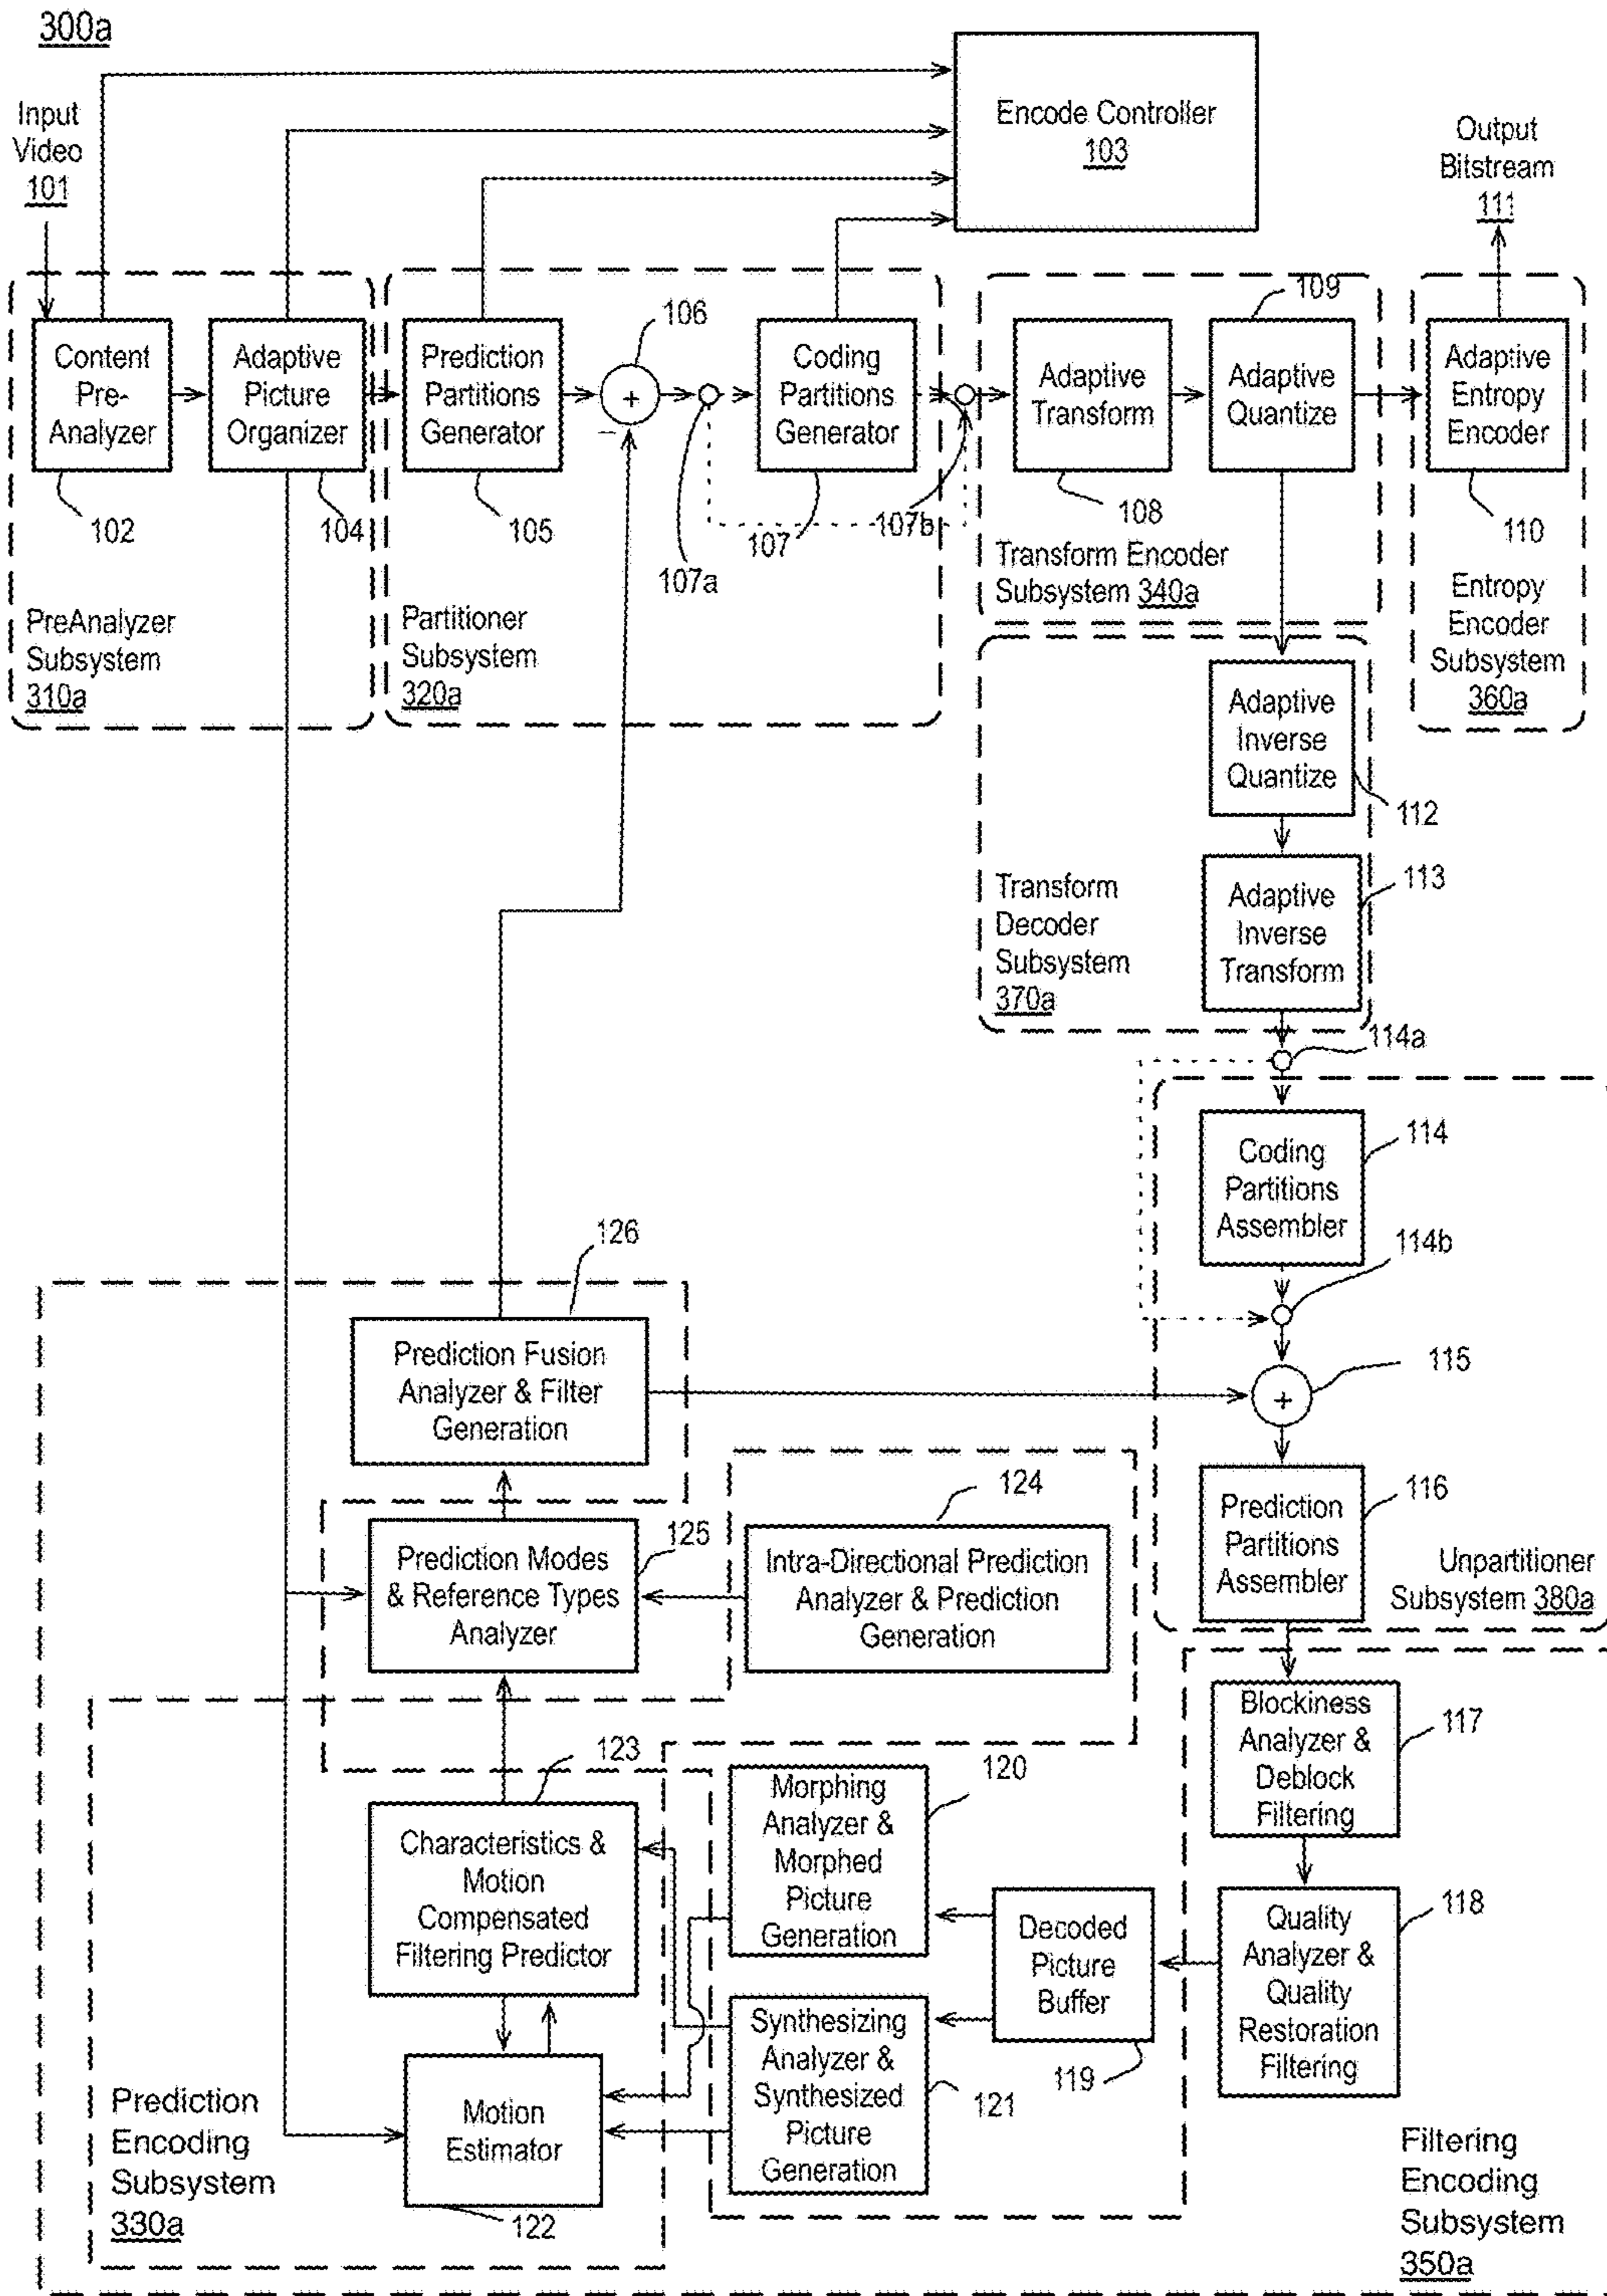 300a
Input
Video
101
Encode Controller
103
Output
Bitstream
111
Content
Pre-
Analyzer
102
Adaptive
Picture
Organizer
104
PreAnalyzer
Subsystem
310a
Prediction
Partitions
Generator
105
106
+
–
107a
Coding
Partitions
Generator
107
107b
Partitioner
Subsystem
320a
Adaptive
Transform
108
109
Adaptive
Quantize
Transform Encoder
Subsystem 340a
Adaptive
Entropy
Encoder
110
Entropy
Encoder
Subsystem
360a
Adaptive
Inverse
Quantize
112
Adaptive
Inverse
Transform
113
Transform
Decoder
Subsystem
370a
114a
Coding
Partitions
Assembler
114
114b
+
115
Prediction
Partitions
Assembler
116
Unpartitioner
Subsystem 380a
126
Prediction Fusion
Analyzer & Filter
Generation
Prediction Modes
& Reference Types
Analyzer
125
124
Intra-Directional Prediction
Analyzer & Prediction
Generation
Blockiness
Analyzer &
Deblock
Filtering
117
Quality
Analyzer &
Quality
Restoration
Filtering
118
Decoded
Picture
Buffer
119
Morphing
Analyzer &
Morphed
Picture
Generation
120
Synthesizing
Analyzer &
Synthesized
Picture
Generation
121
123
Characteristics &
Motion
Compensated
Filtering Predictor
Motion
Estimator
122
Prediction
Encoding
Subsystem
330a
Filtering
Encoding
Subsystem
350a